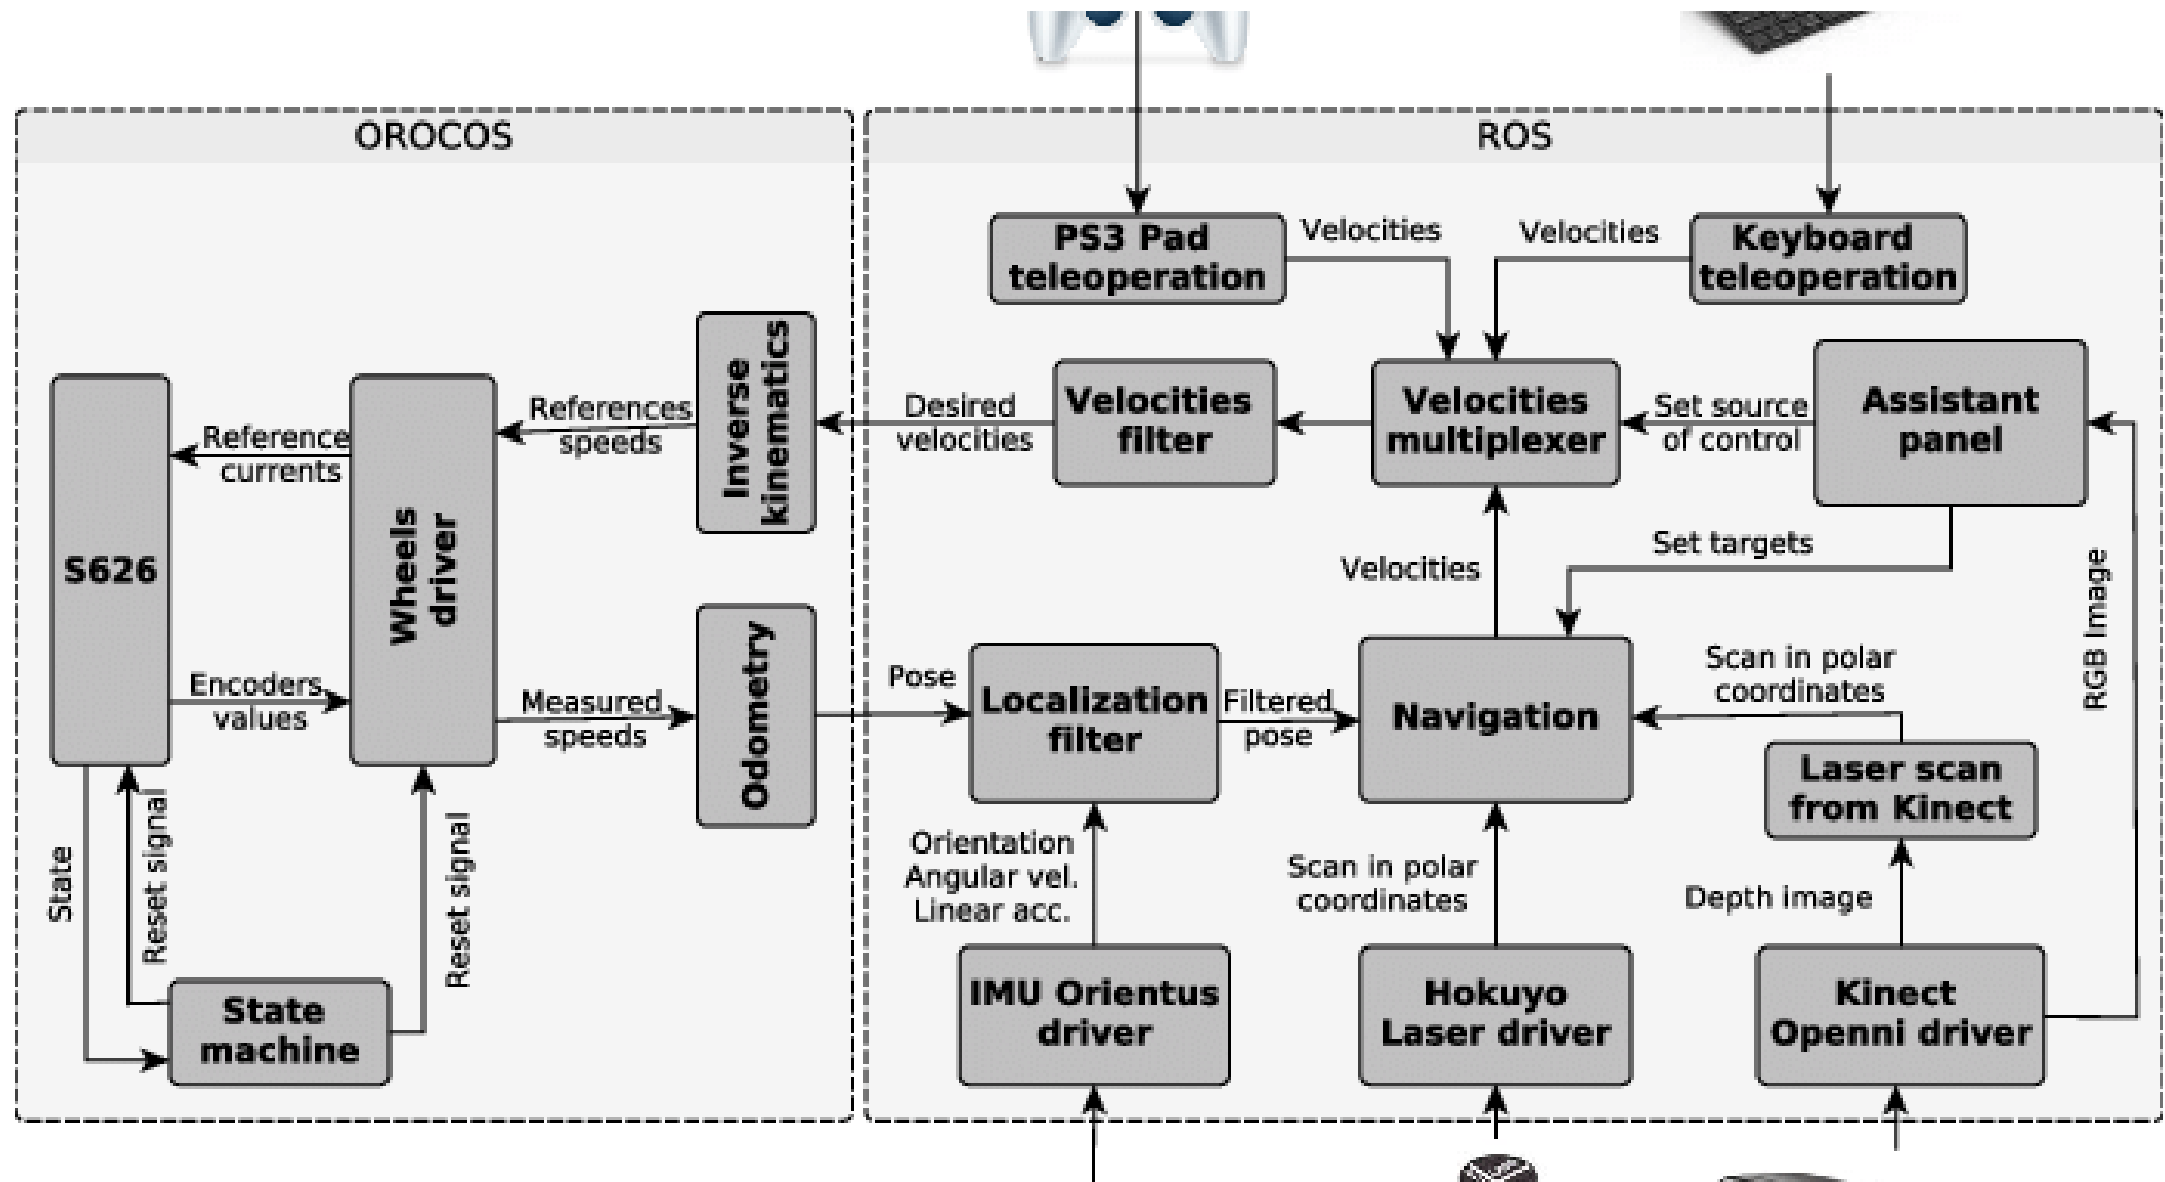 OROCOS
ROS
PS3 Pad
teleoperation
Velocities
Velocities
Keyboard
teleoperation
Inverse
kinematics
References
speeds
Reference
currents
S626
Wheels
driver
Encoders
values
Measured
speeds
Odometry
State
Reset signal
Reset signal
State
machine
Desired
velocities
Velocities
filter
Velocities
multiplexer
Set source
of control
Assistant
panel
Set targets
Velocities
RGB Image
Pose
Localization
filter
Filtered
pose
Navigation
Scan in polar
coordinates
Laser scan
from Kinect
Orientation
Angular vel.
Linear acc.
Scan in polar
coordinates
Depth image
IMU Orientus
driver
Hokuyo
Laser driver
Kinect
Openni driver